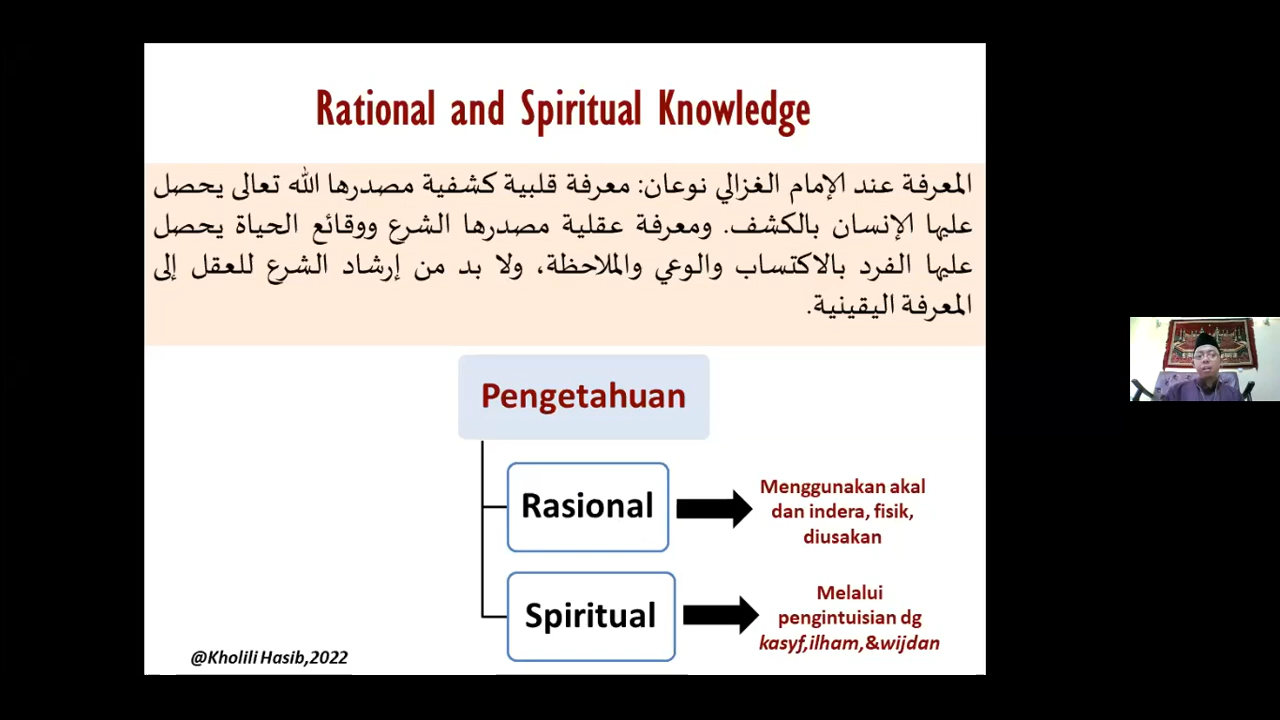 Rational and Spiritual Knowledge
المعرفة عند الإمام الغزالي نوعان: معرفة قلبية كشفية مصدرها الله تعالى يحصل
عليها الإنسان بالكشف. ومعرفة عقلية مصدرها الشرع ووقائع الحياة يحصل
عليها الفرد بالاكتساب والوعي والملاحظة، ولا بد من إرشاد الشرع للعقل إلى
المعرفة اليقينية.
Pengetahuan
Rasional
Menggunakan akal
dan indera, fisik,
diusakan
Spiritual
Melalui
pengintuisian dg
kasyf,ilham,&wijdan
@Kholili Hasib,2022